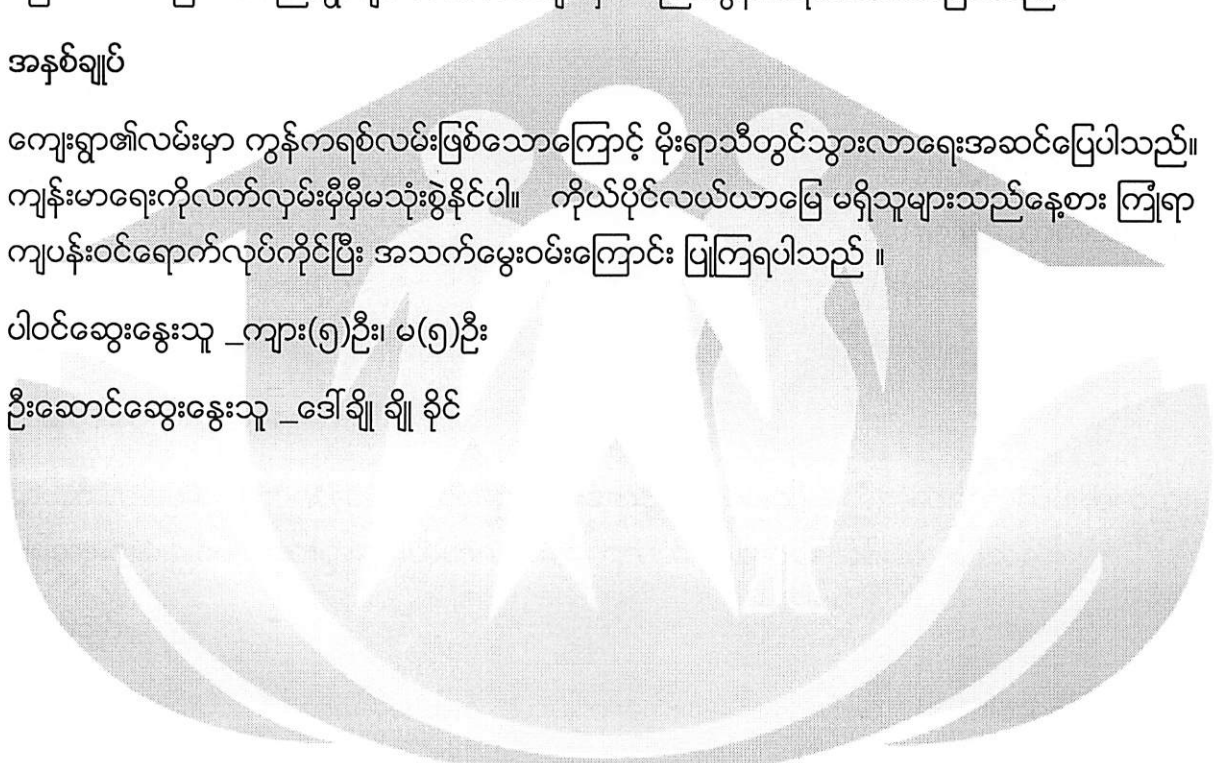 အနှစ်ချုပ်
ကျေးရွာ၏လမ်းမှာ ကွန်ကရစ်လမ်းဖြစ်သောကြောင့် မိုးရာသီတွင်သွားလာရေးအဆင်ပြေပါသည်။
ကျန်းမာရေးကိုလက်လှမ်းမှီမှီမသုံးစွဲနိုင်ပါ။ ကိုယ်ပိုင်လယ်ယာမြေ မရှိသူများသည်နေ့စား ကြုံရာ
ကျပန်းဝင်ရောက်လုပ်ကိုင်ပြီး အသက်မွေးဝမ်းကြောင်း ပြုကြရပါသည် ။
ပါဝင်ဆွေးနွေးသူ _ကျား(၅)ဦး၊ မ(၅)ဦး
ဦးဆောင်ဆွေးနွေးသူ _ဒေါ်ချို ချို ခိုင်